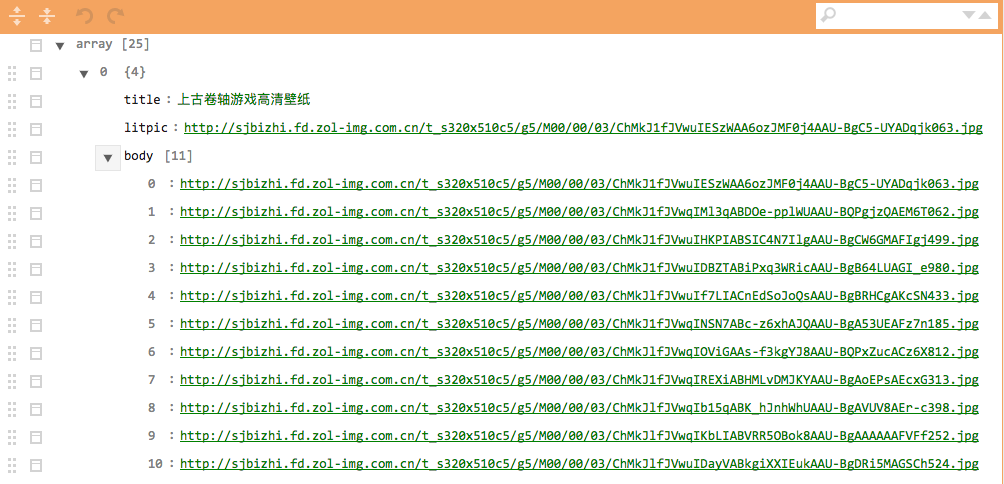 array [25]
0 {4}
title : 上古卷轴游戏高清壁纸
litpic : http://sjbizhi.fd.zol-img.com.cn/t_s320x510c5/g5/M00/00/03/ChMkJ1fJVwuIESzWAA6ozJMF0j4AAU-BgC5-UYADqjk063.jpg
body [11]
0 : http://sjbizhi.fd.zol-img.com.cn/t_s320x510c5/g5/M00/00/03/ChMkJ1fJVwuIESzWAA6ozJMF0j4AAU-BgC5-UYADqjk063.jpg
1 : http://sjbizhi.fd.zol-img.com.cn/t_s320x510c5/g5/M00/00/03/ChMkJ1fJVwqIMl3qABDOe-pplWUAAU-BQPgjzQAEM6T062.jpg
2 : http://sjbizhi.fd.zol-img.com.cn/t_s320x510c5/g5/M00/00/03/ChMkJ1fJVwuIHKPIABSIC4N7IlgAAU-BgCW6GMAFIgj499.jpg
3 : http://sjbizhi.fd.zol-img.com.cn/t_s320x510c5/g5/M00/00/03/ChMkJ1fJVwuIDBZTABiPxq3WRicAAU-BgB64LUAGI_e980.jpg
4 : http://sjbizhi.fd.zol-img.com.cn/t_s320x510c5/g5/M00/00/03/ChMkJlfJVwuIf7LIACnEdSoJoQsAAU-BgBRHCgAKcSN433.jpg
5 : http://sjbizhi.fd.zol-img.com.cn/t_s320x510c5/g5/M00/00/03/ChMkJ1fJVwqINSN7ABc-z6xhAJQAAU-BgA53UEAFz7n185.jpg
6 : http://sjbizhi.fd.zol-img.com.cn/t_s320x510c5/g5/M00/00/03/ChMkJlfJVwqIOViGAAs-f3kgYJ8AAU-BQPxZucACz6X812.jpg
7 : http://sjbizhi.fd.zol-img.com.cn/t_s320x510c5/g5/M00/00/03/ChMkJ1fJVwqIREXiABHMLvDMJKYAAU-BgAoEPsAEcxG313.jpg
8 : http://sjbizhi.fd.zol-img.com.cn/t_s320x510c5/g5/M00/00/03/ChMkJlfJVwqIb15qABK_hJnhWhUAAU-BgAVUV8AEr-c398.jpg
9 : http://sjbizhi.fd.zol-img.com.cn/t_s320x510c5/g5/M00/00/03/ChMkJlfJVwqIKbLIABVRR5OBok8AAU-BgAAAAAAFVFf252.jpg
10 : http://sjbizhi.fd.zol-img.com.cn/t_s320x510c5/g5/M00/00/03/ChMkJlfJVwuIDayVABkgiXXIEukAAU-BgDRi5MAGSCh524.jpg